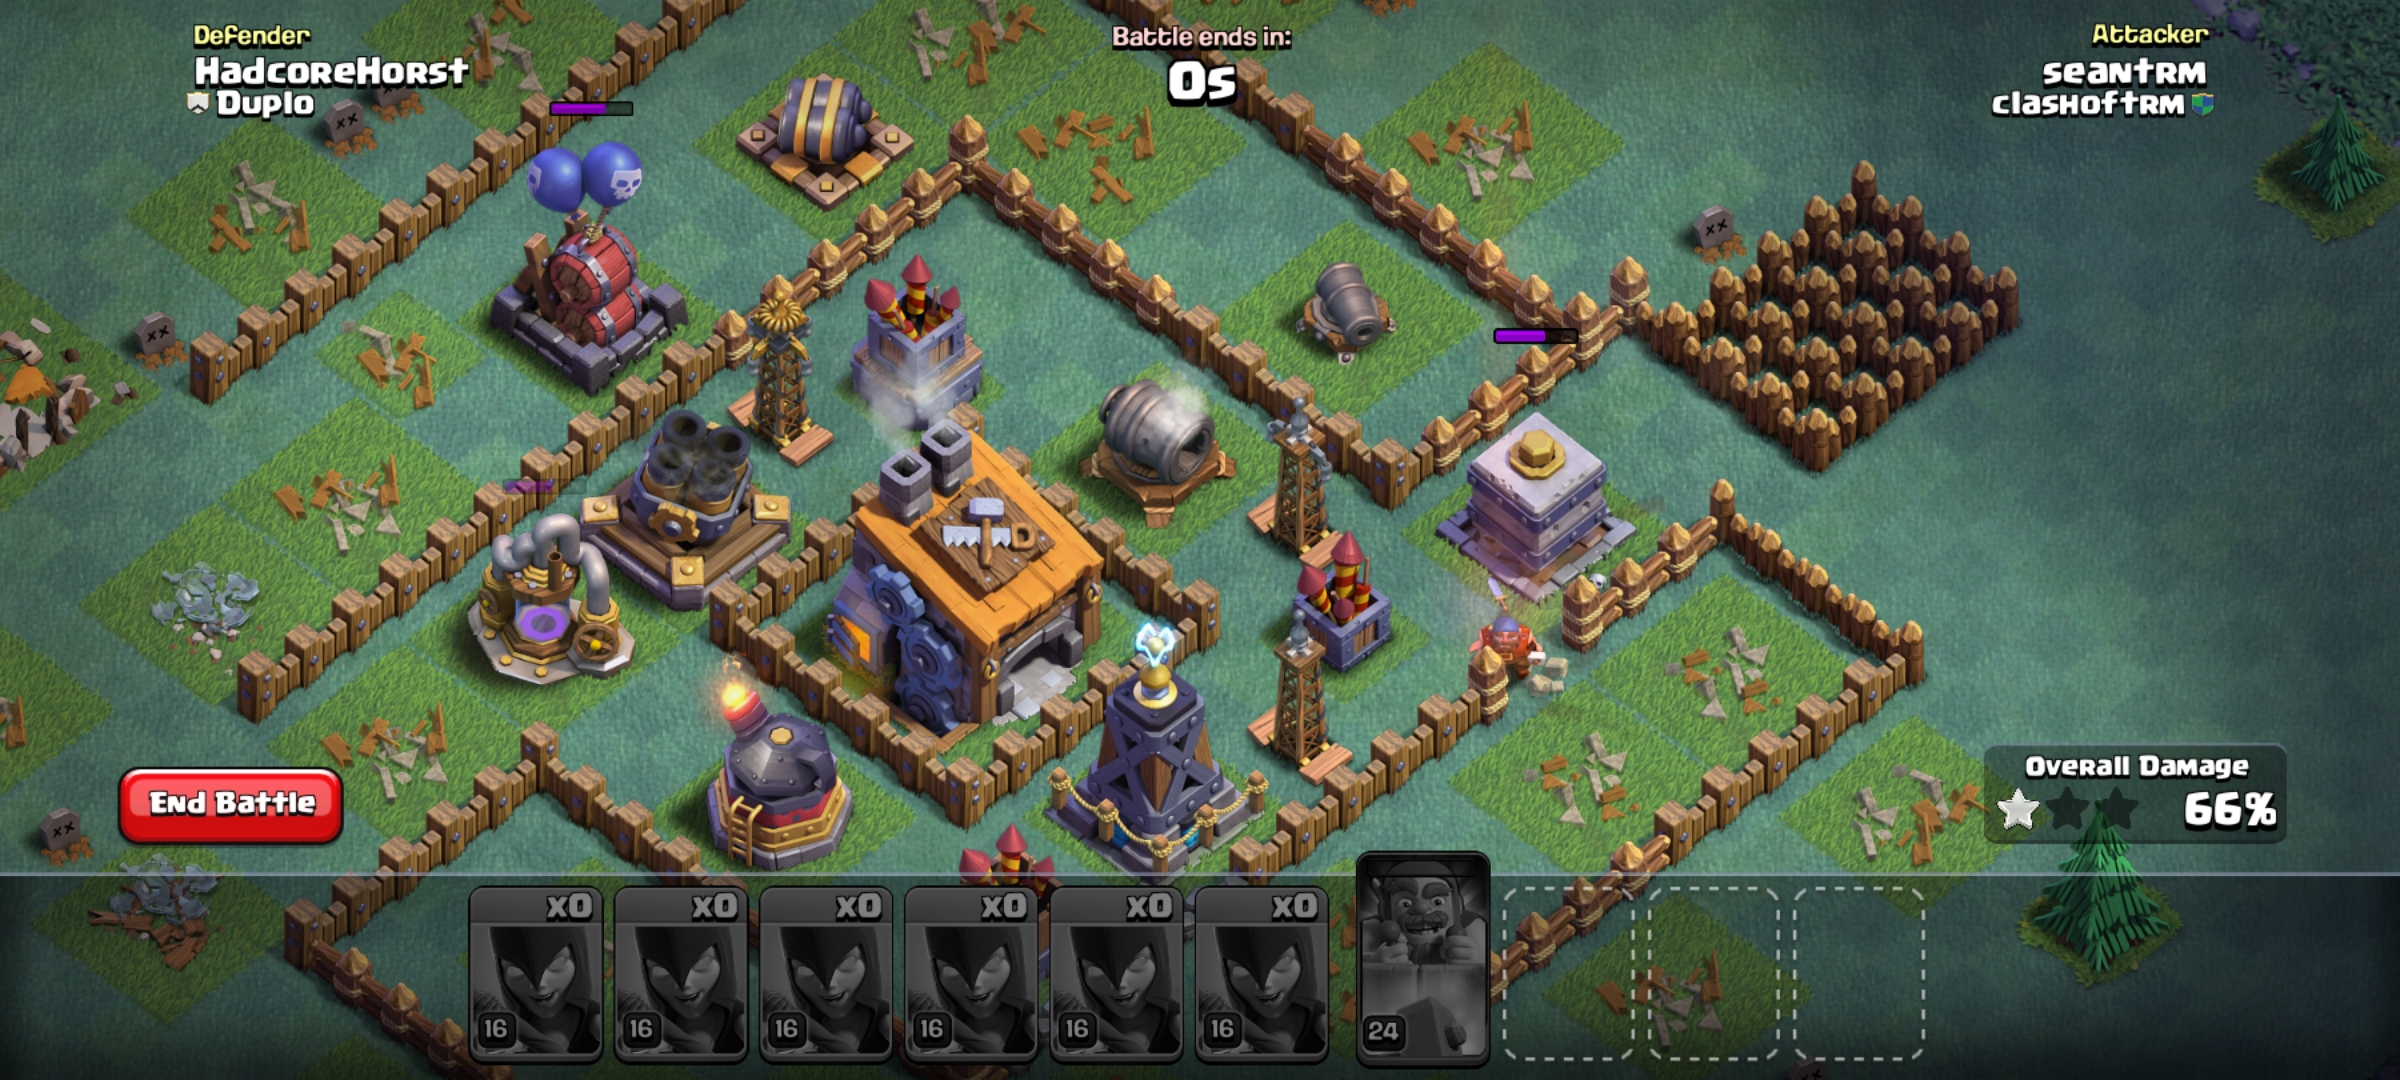 Defender
HadcoreHorst
Duplo
Battle ends in:
0s
Attacker
seantRM
clashoftRM
End Battle
Overall Damage
66%
x0 x0 x0 x0 x0 x0
16 16 16 16 16 16 24